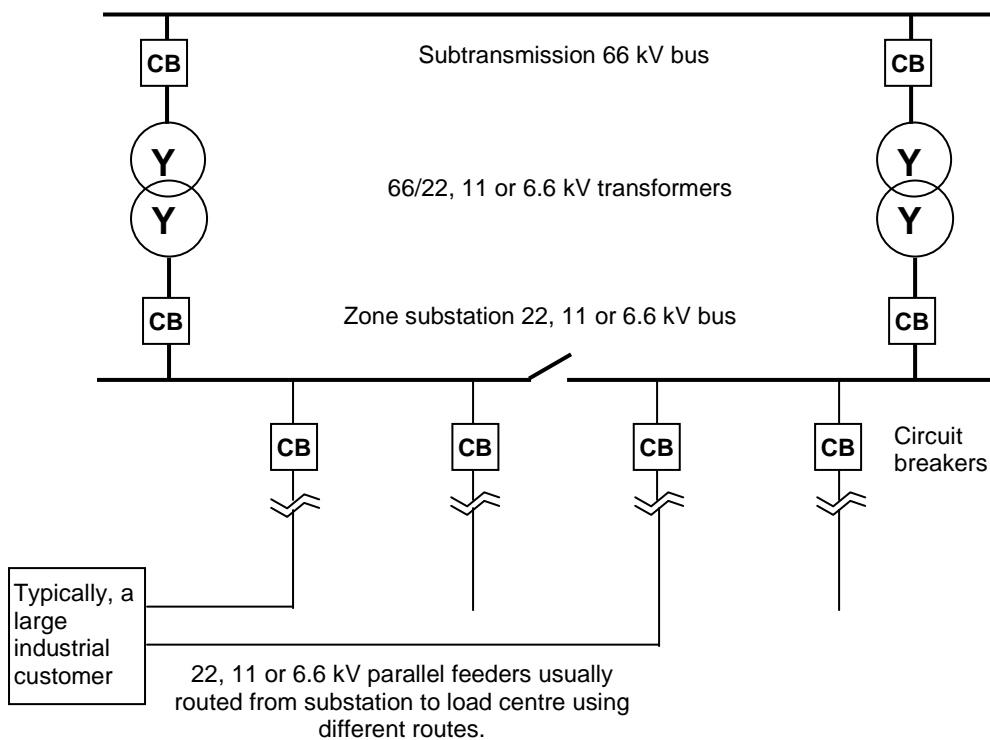 Subtransmission 66 kV bus
CB
CB
Y
Y
66/22, 11 or 6.6 kV transformers
Y
Y
CB
Zone substation 22, 11 or 6.6 kV bus
CB
CB
CB
CB
CB
Circuit
breakers
Typically, a
large
industrial
customer
22, 11 or 6.6 kV parallel feeders usually
routed from substation to load centre using
different routes.